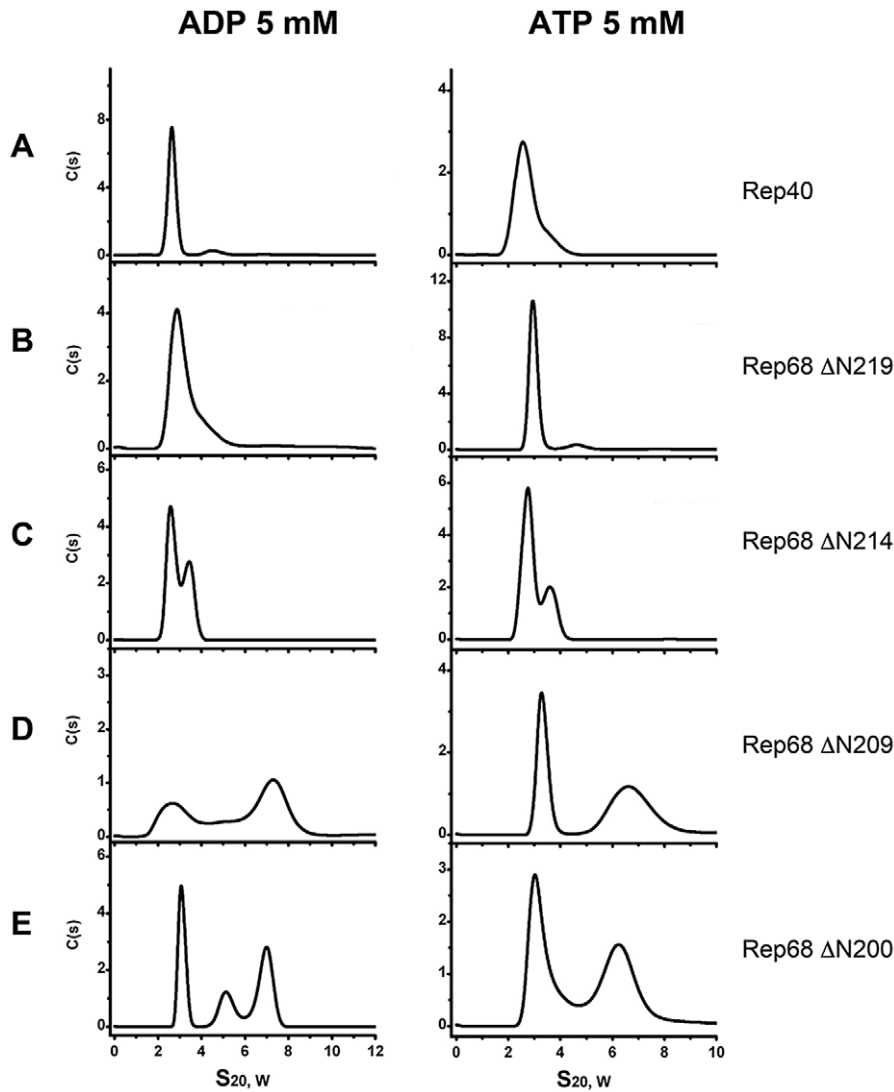 ADP 5 mM ATP 5 mM
A C(s) 8 4 0 4 2 0 Rep40
B C(s) 4 2 0 12 8 4 0 Rep68 ΔN219
C C(s) 6 4 2 0 6 4 2 0 Rep68 ΔN214
D C(s) 3 2 1 0 4 2 0 Rep68 ΔN209
E C(s) 6 4 2 0 3 2 1 0 Rep68 ΔN200
0 2 4 6 8 10 12 0 2 4 6 8 10
S20, W S20, W